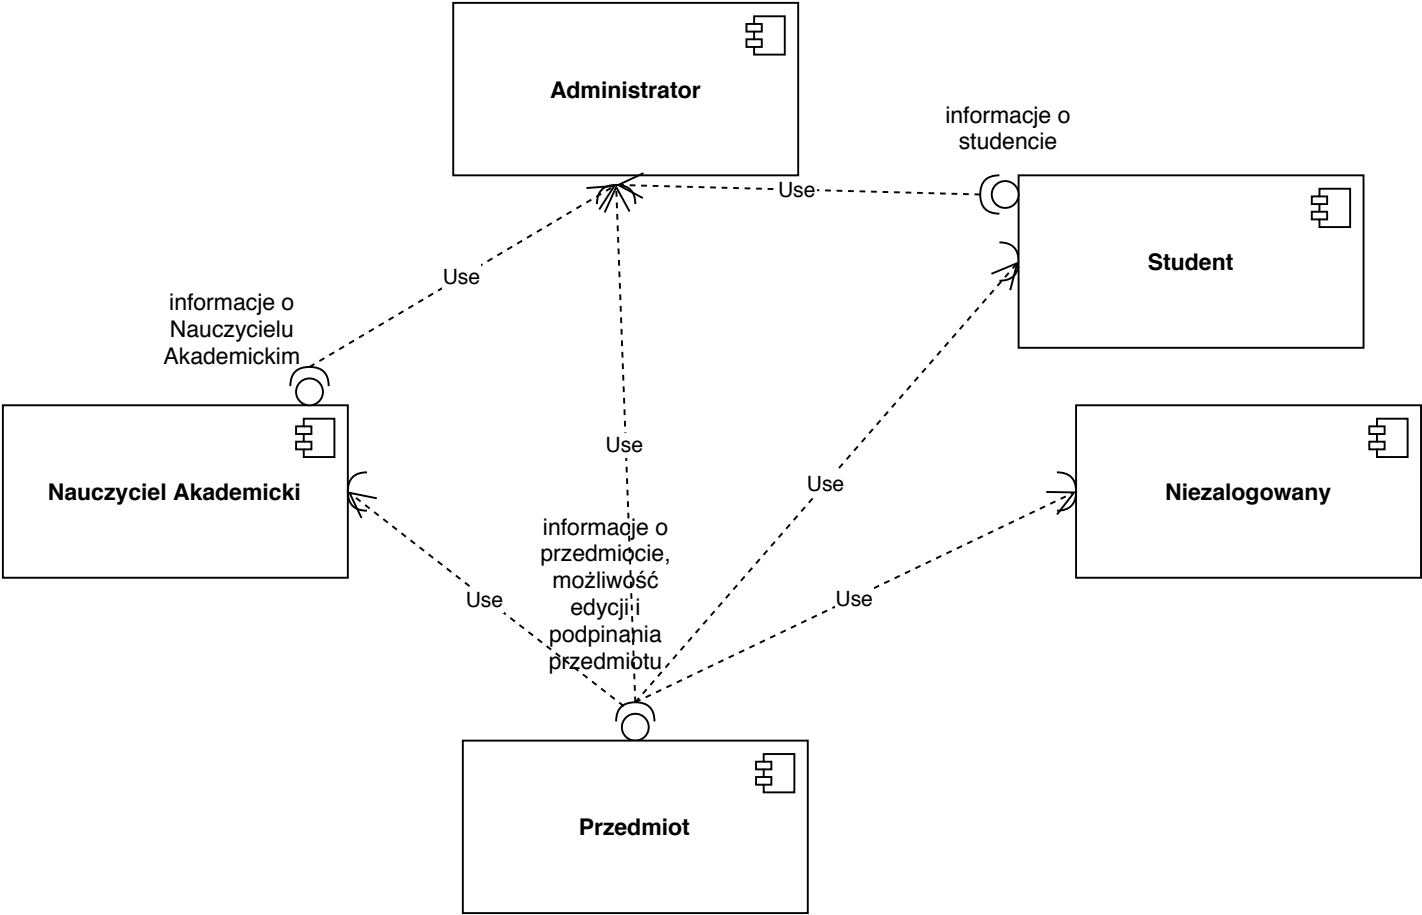 Administrator
informacje o
studencie
Use
Student
Use
informacje o
Nauczycielu
Akademickim
Use
Use
Nauczyciel Akademicki
Niezalogowany
informacje o
przedmiocie,
możliwość
edycji i
podpinania
przedmiotu
Use
Use
Przedmiot